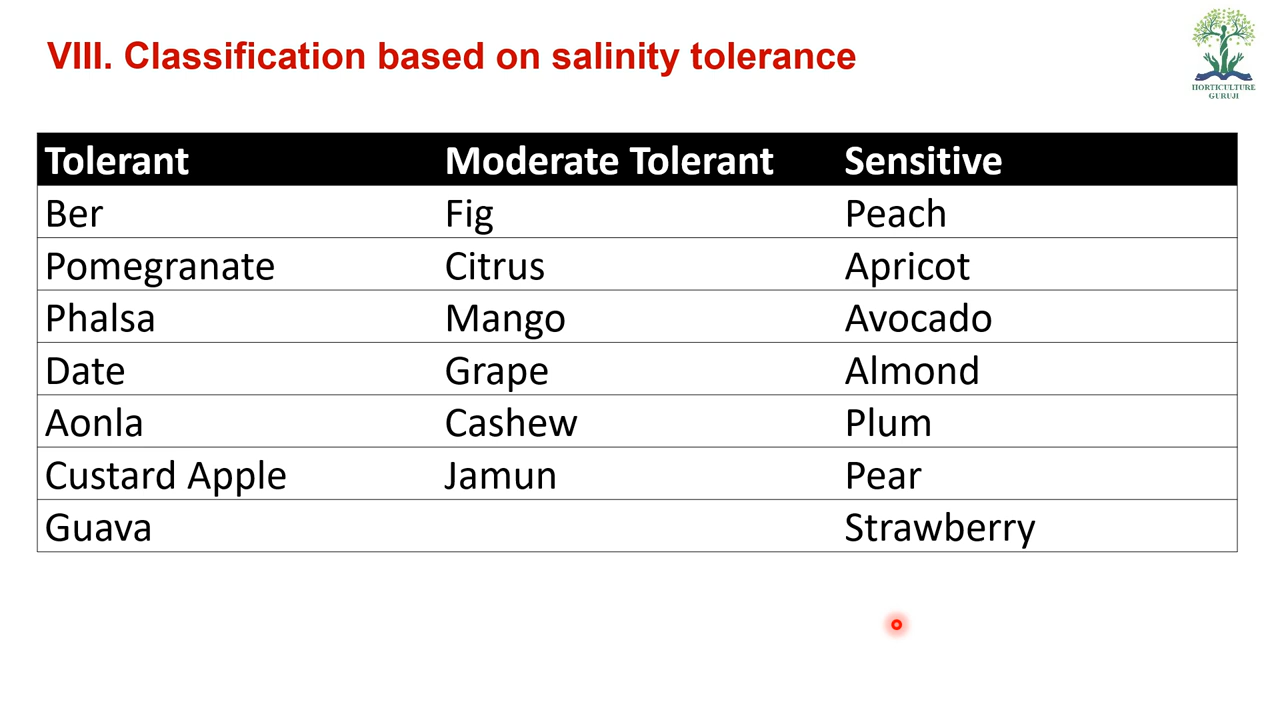 VIII. Classification based on salinity tolerance
HORTICULTURE
GURUJI
Tolerant Moderate Tolerant Sensitive
Ber Fig Peach
Pomegranate Citrus Apricot
Phalsa Mango Avocado
Date Grape Almond
Aonla Cashew Plum
Custard Apple Jamun Pear
Guava Strawberry